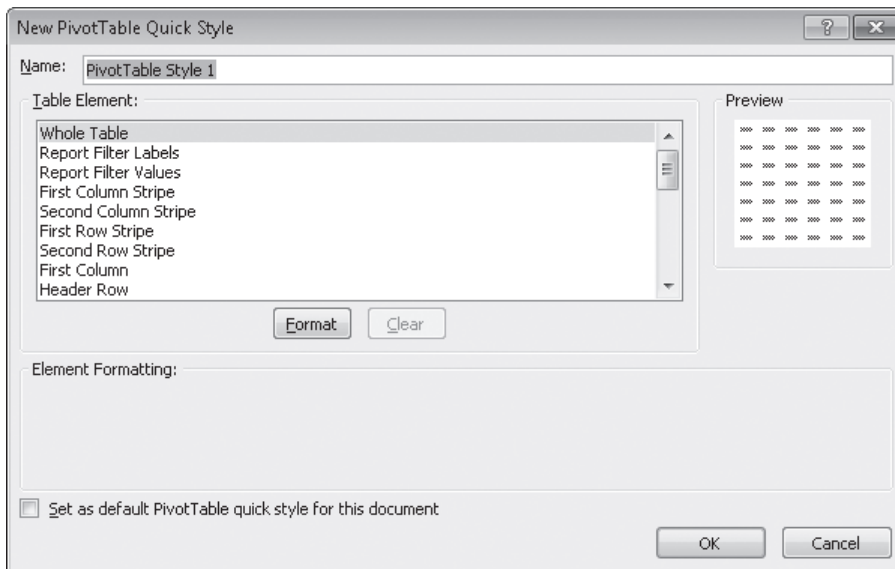 New PivotTable Quick Style
Name: PivotTable Style 1
Table Element:
Preview
Whole Table
Report Filter Labels
Report Filter Values
First Column Stripe
Second Column Stripe
First Row Stripe
Second Row Stripe
First Column
Header Row
Format Clear
Element Formatting:
Set as default PivotTable quick style for this document
OK Cancel